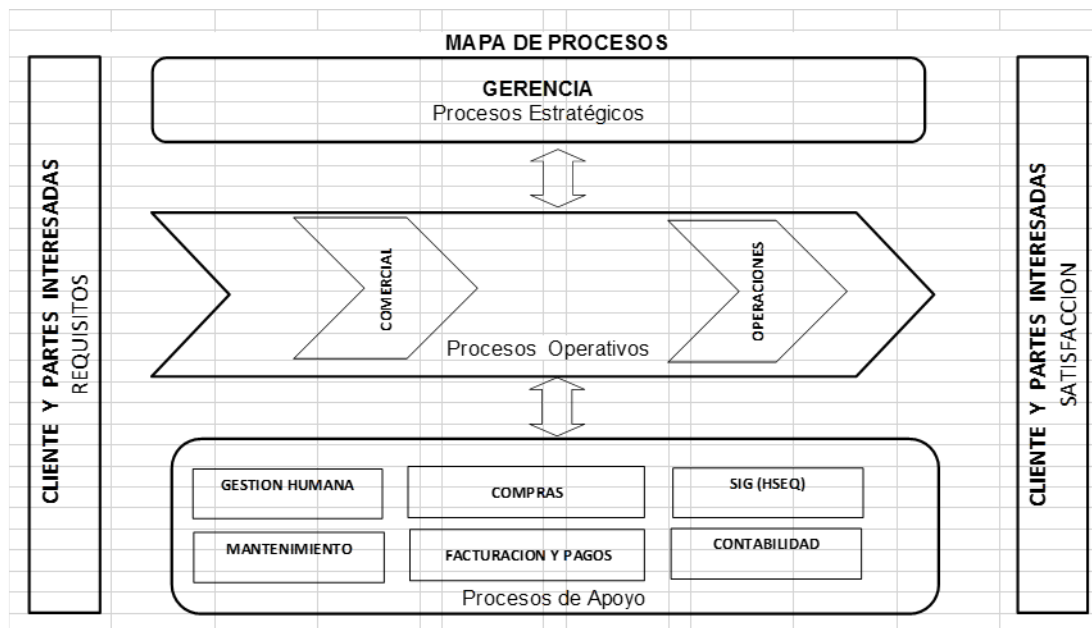 MAPA DE PROCESOS
CLIENTE Y PARTES INTERESADAS
REQUISITOS
GERENCIA
Procesos Estratégicos
COMERCIAL
OPERACIONES
Procesos Operativos
GESTION HUMANA
COMPRAS
SIG (HSEQ)
MANTENIMIENTO
FACTURACION Y PAGOS
CONTABILIDAD
Procesos de Apoyo
CLIENTE Y PARTES INTERESADAS
SATISFACCION